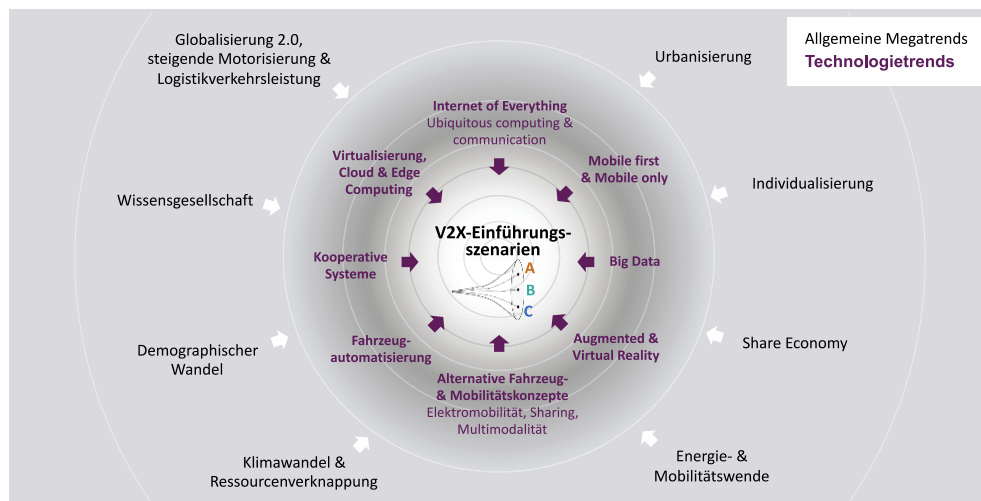 Allgemeine Megatrends
Technologietrends
Globalisierung 2.0,
steigende Motorisierung &
Logistikverkehrsleistung
Urbanisierung
Internet of Everything
Ubiquitous computing &
communication
Virtualisierung,
Cloud & Edge
Computing
Mobile first
& Mobile only
Wissensgesellschaft
Individualisierung
V2X-Einführungs-
szenarien
Kooperative
Systeme
Big Data
A
B
C
Fahrzeug-
automatisierung
Augmented &
Virtual Reality
Demographischer
Wandel
Share Economy
Alternative Fahrzeug-
& Mobilitätskonzepte
Elektromobilität, Sharing,
Multimodalität
Klimawandel &
Ressourcenverknappung
Energie- &
Mobilitätswende